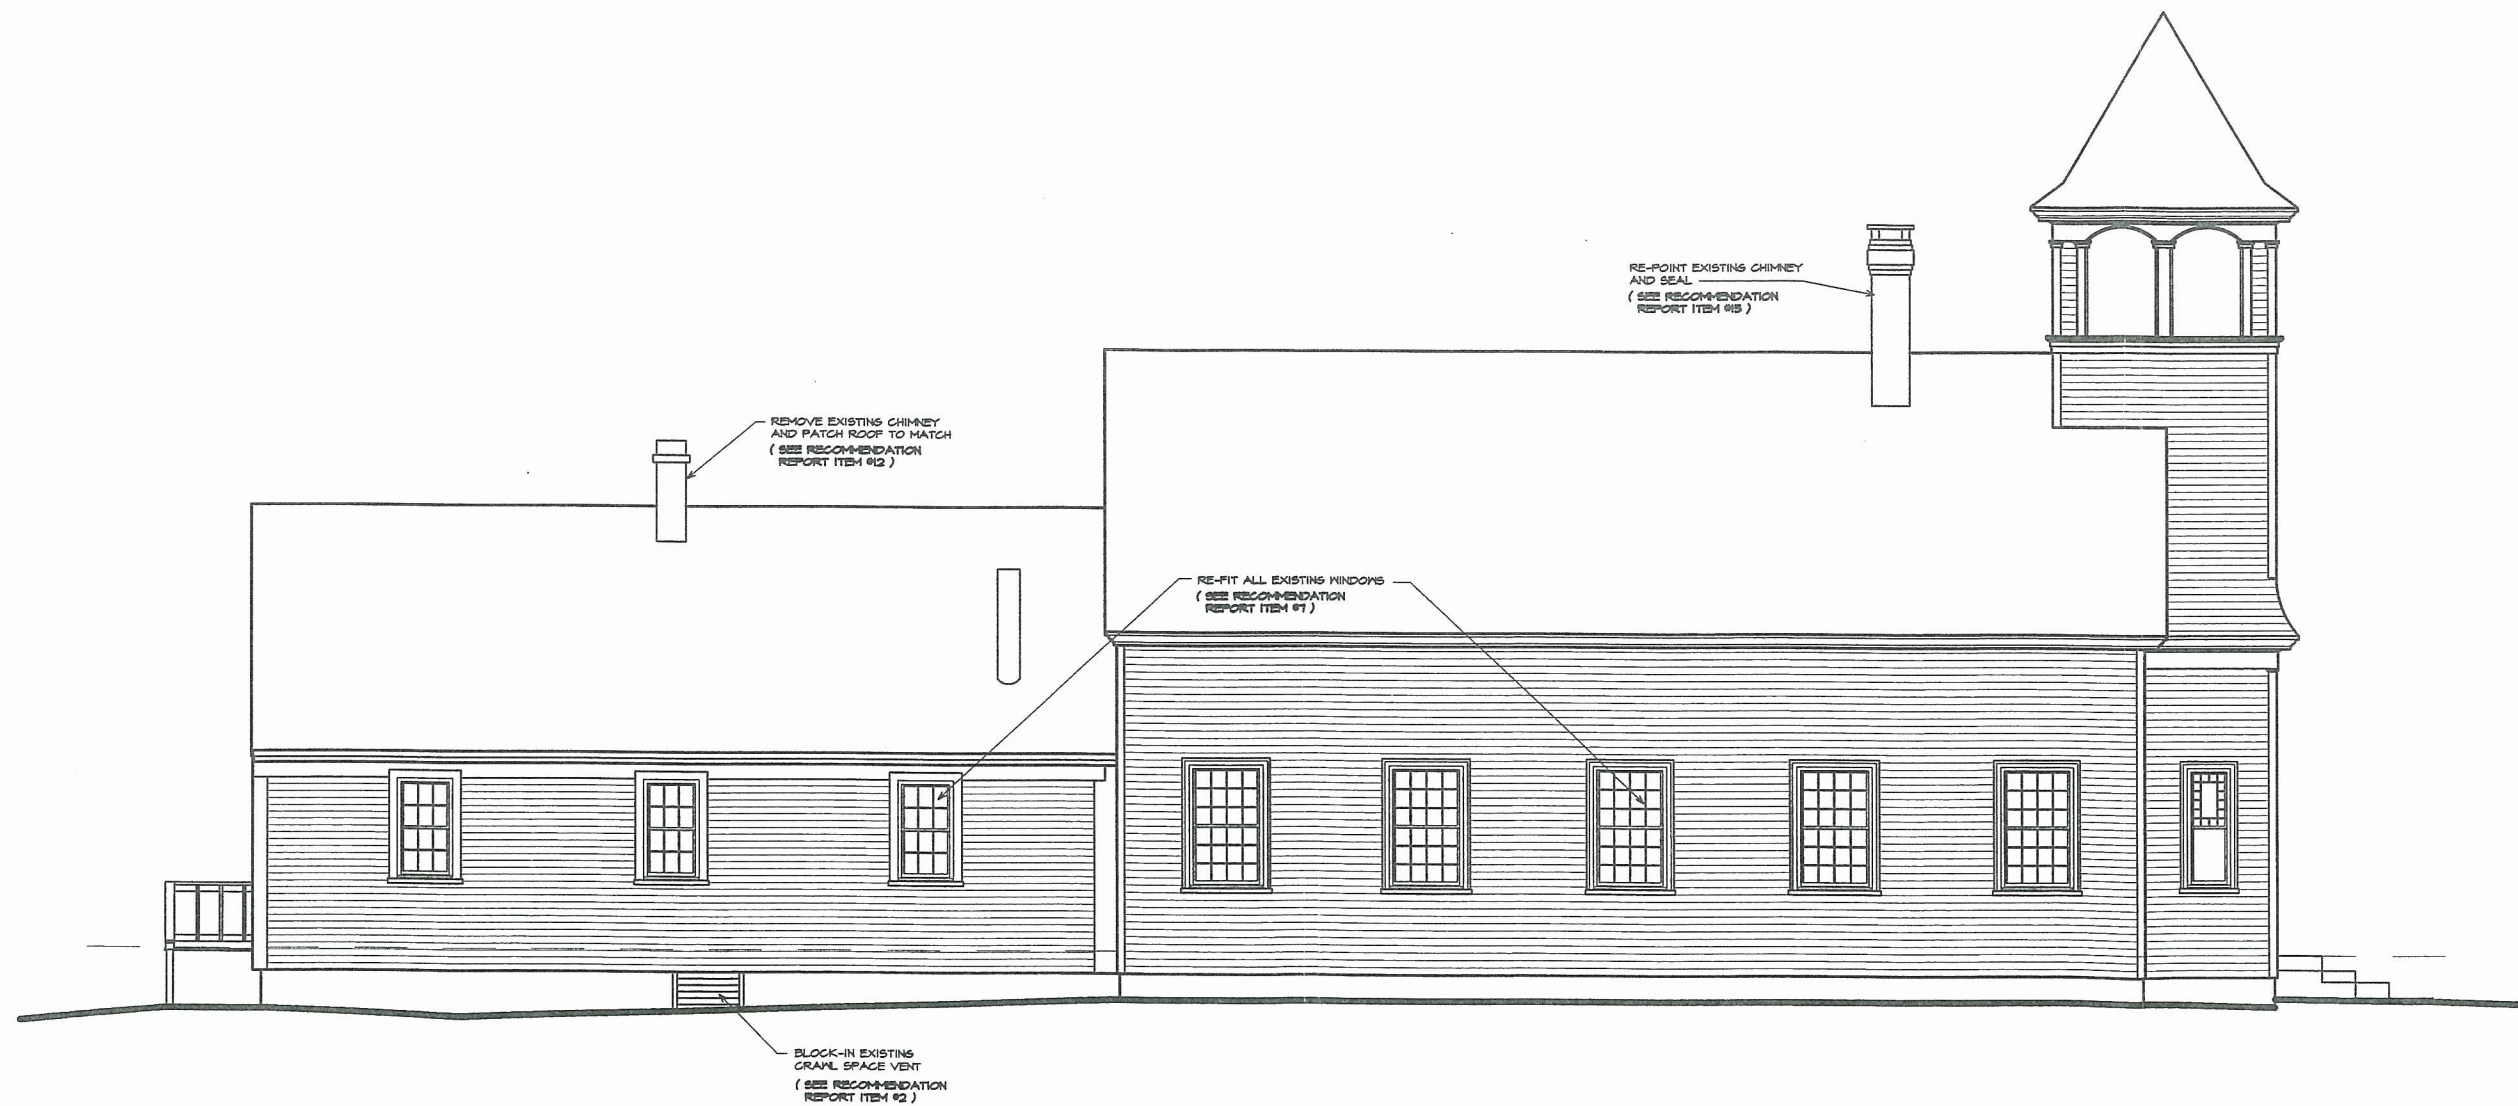 RE-POINT EXISTING CHIMNEY
AND SEAL
( SEE RECOMMENDATION
REPORT ITEM #15 )
REMOVE EXISTING CHIMNEY
AND PATCH ROOF TO MATCH
( SEE RECOMMENDATION
REPORT ITEM #12 )
RE-FIT ALL EXISTING WINDOWS
( SEE RECOMMENDATION
REPORT ITEM #7 )
BLOCK-IN EXISTING
CRAWL SPACE VENT
( SEE RECOMMENDATION
REPORT ITEM #2 )